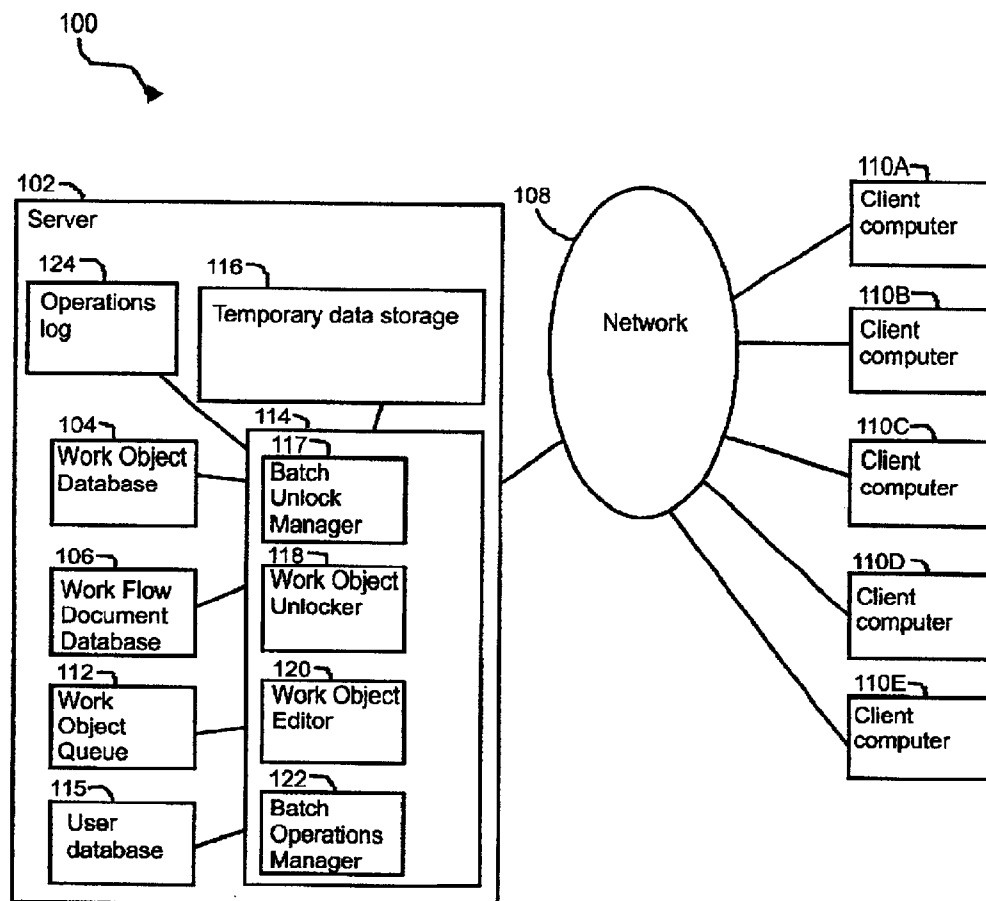 100
102
Server
124
Operations
log
116
Temporary data storage
104
Work Object
Database
106
Work Flow
Document
Database
112
Work
Object
Queue
115
User
database
114
117
Batch
Unlock
Manager
118
Work Object
Unlocker
120
Work Object
Editor
122
Batch
Operations
Manager
108
Network
110A
Client
computer
110B
Client
computer
110C
Client
computer
110D
Client
computer
110E
Client
computer